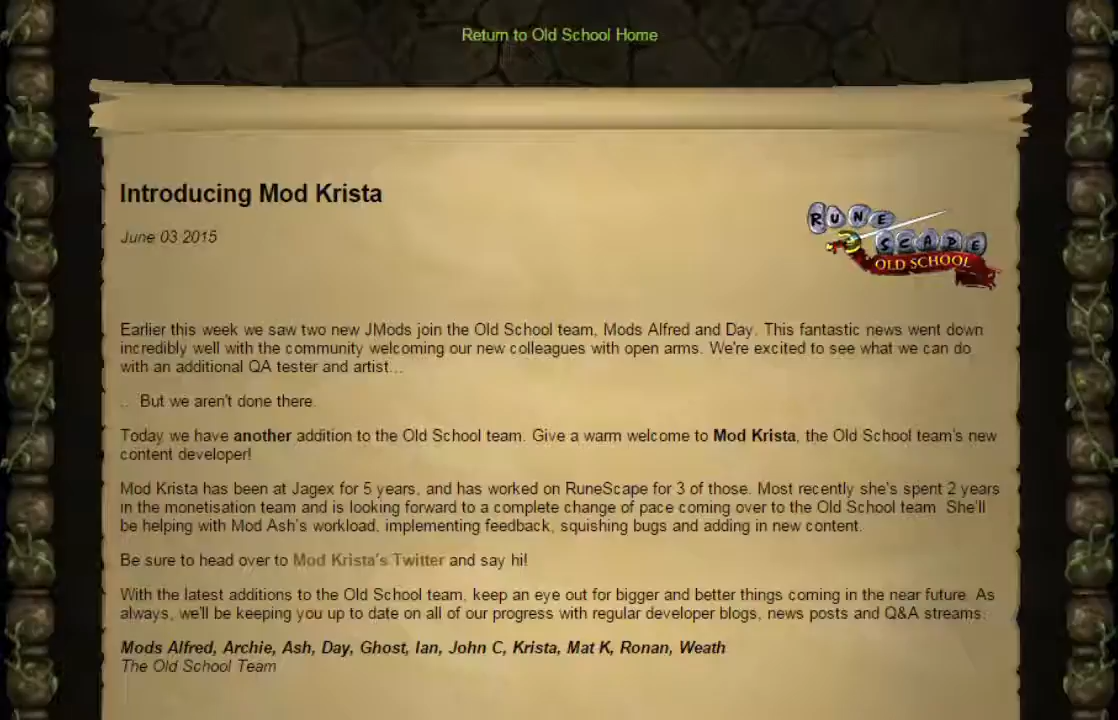 Return to Old School Home
Introducing Mod Krista
June 03 2015
RUNE
SCAPE
OLD SCHOOL
Earlier this week we saw two new JMods join the Old School team, Mods Alfred and Day. This fantastic news went down
incredibly well with the community welcoming our new colleagues with open arms. We're excited to see what we can do
with an additional QA tester and artist...
... But we aren't done there.
Today we have another addition to the Old School team. Give a warm welcome to Mod Krista, the Old School team's new
content developer!
Mod Krista has been at Jagex for 5 years, and has worked on RuneScape for 3 of those. Most recently she's spent 2 years
in the monetisation team and is looking forward to a complete change of pace coming over to the Old School team. She'll
be helping with Mod Ash's workload, implementing feedback, squishing bugs and adding in new content.
Be sure to head over to Mod Krista's Twitter and say hi!
With the latest additions to the Old School team, keep an eye out for bigger and better things coming in the near future. As
always, we'll be keeping you up to date on all of our progress with regular developer blogs, news posts and Q&A streams.
Mods Alfred, Archie, Ash, Day, Ghost, Ian, John C, Krista, Mat K, Ronan, Weath
The Old School Team